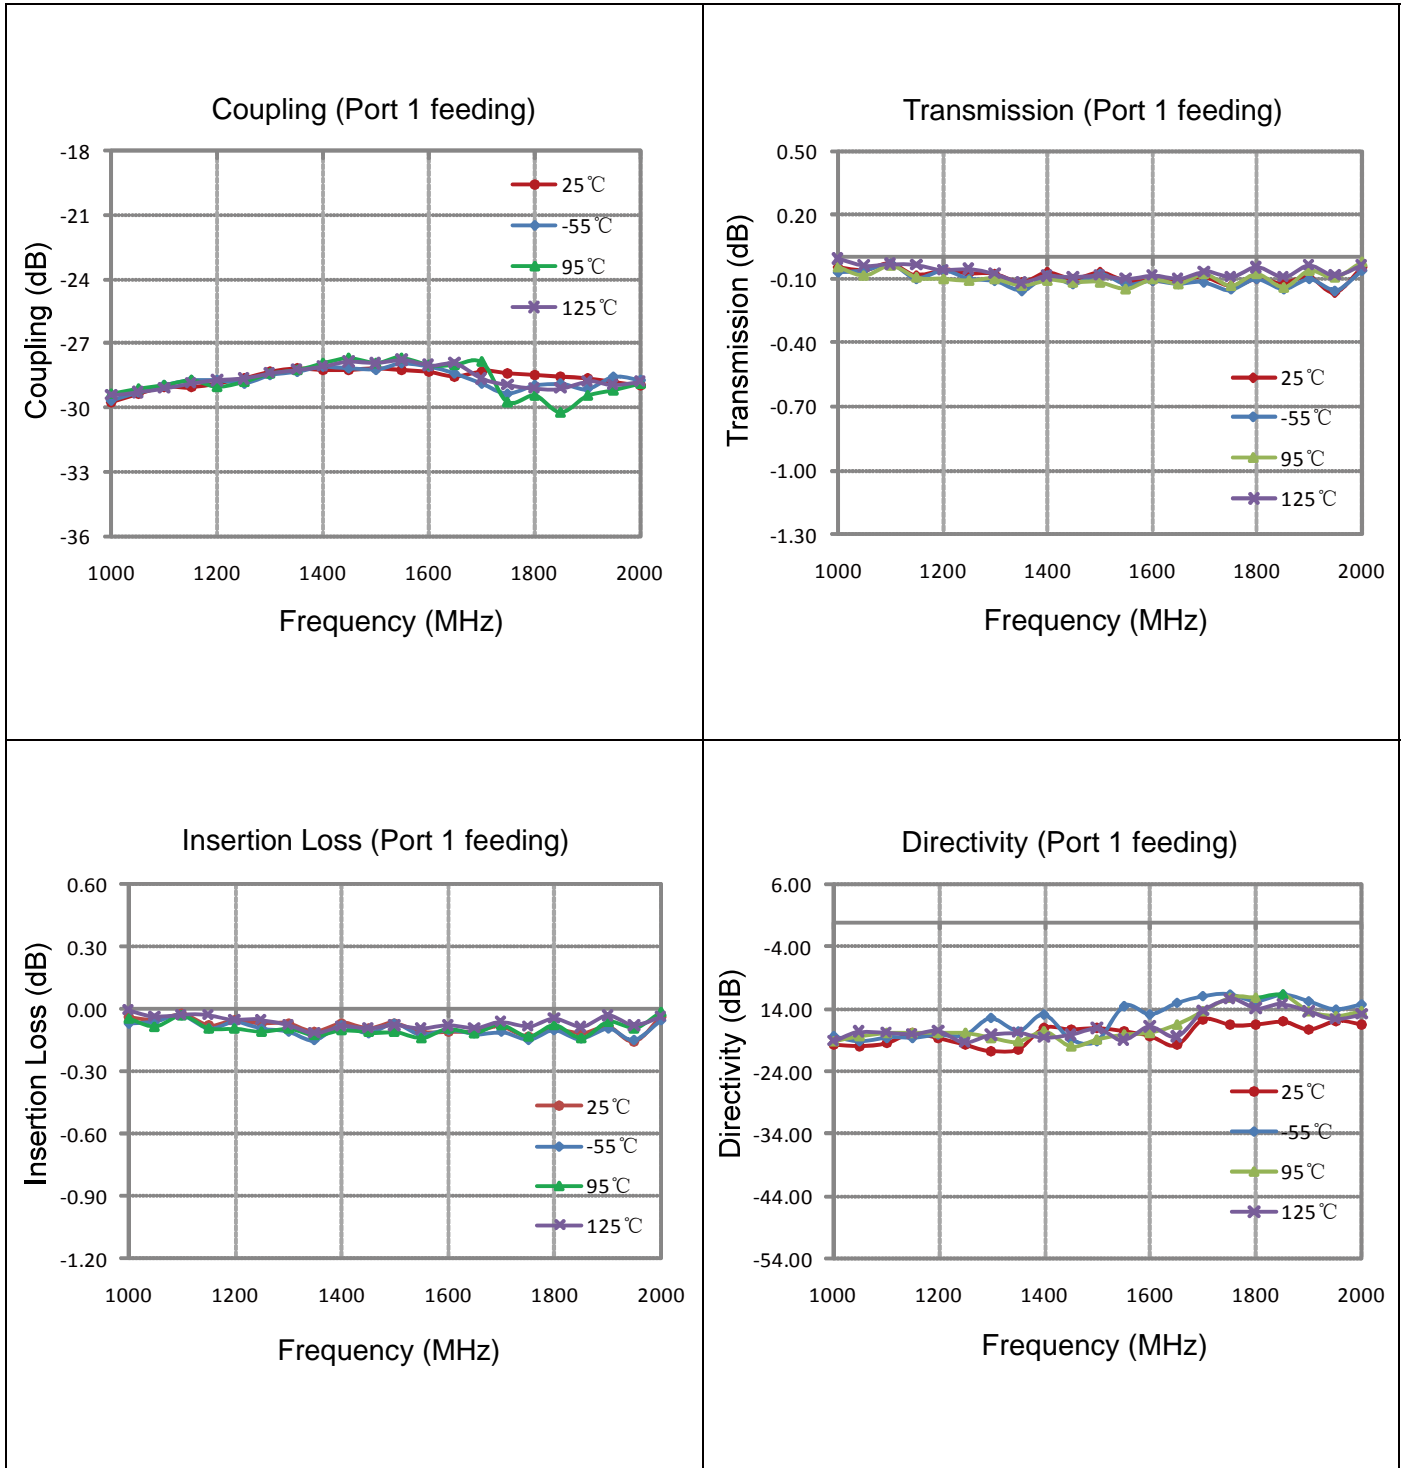 Coupling (Port 1 feeding)
-18
-21
-24
-27
-30
-33
-36
Coupling (dB)
25℃
-55℃
95℃
125℃
1000 1200 1400 1600 1800 2000
Frequency (MHz)
Transmission (Port 1 feeding)
0.50
0.20
-0.10
-0.40
-0.70
-1.00
-1.30
Transmission (dB)
25℃
-55℃
95℃
125℃
1000 1200 1400 1600 1800 2000
Frequency (MHz)
Insertion Loss (Port 1 feeding)
0.60
0.30
0.00
-0.30
-0.60
-0.90
-1.20
Insertion Loss (dB)
25℃
-55℃
95℃
125℃
1000 1200 1400 1600 1800 2000
Frequency (MHz)
Directivity (Port 1 feeding)
6.00
-4.00
-14.00
-24.00
-34.00
-44.00
-54.00
Directivity (dB)
25℃
-55℃
95℃
125℃
1000 1200 1400 1600 1800 2000
Frequency (MHz)